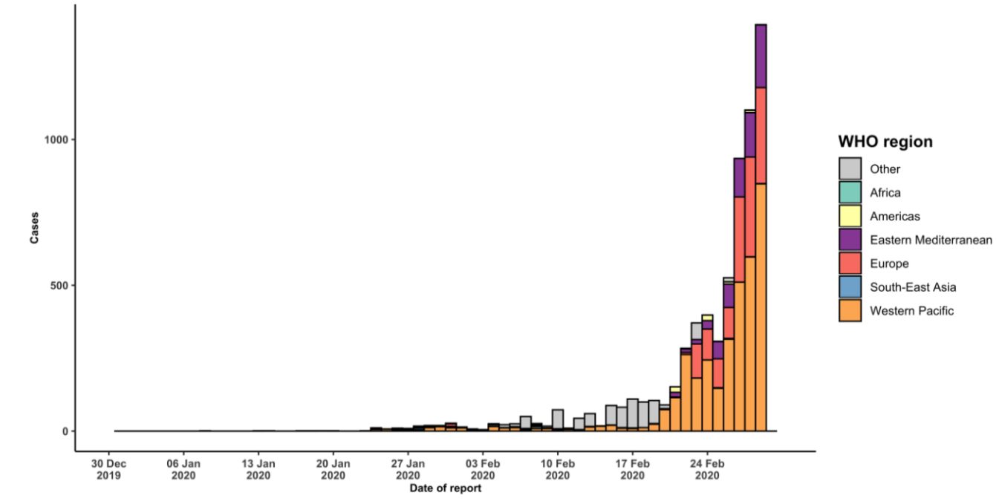 1000
500
0
Cases
30 Dec 06 Jan 13 Jan 20 Jan 27 Jan 03 Feb 10 Feb 17 Feb 24 Feb
2019 2020 2020 2020 2020 2020 2020 2020 2020
Date of report
WHO region
Other
Africa
Americas
Eastern Mediterranean
Europe
South-East Asia
Western Pacific